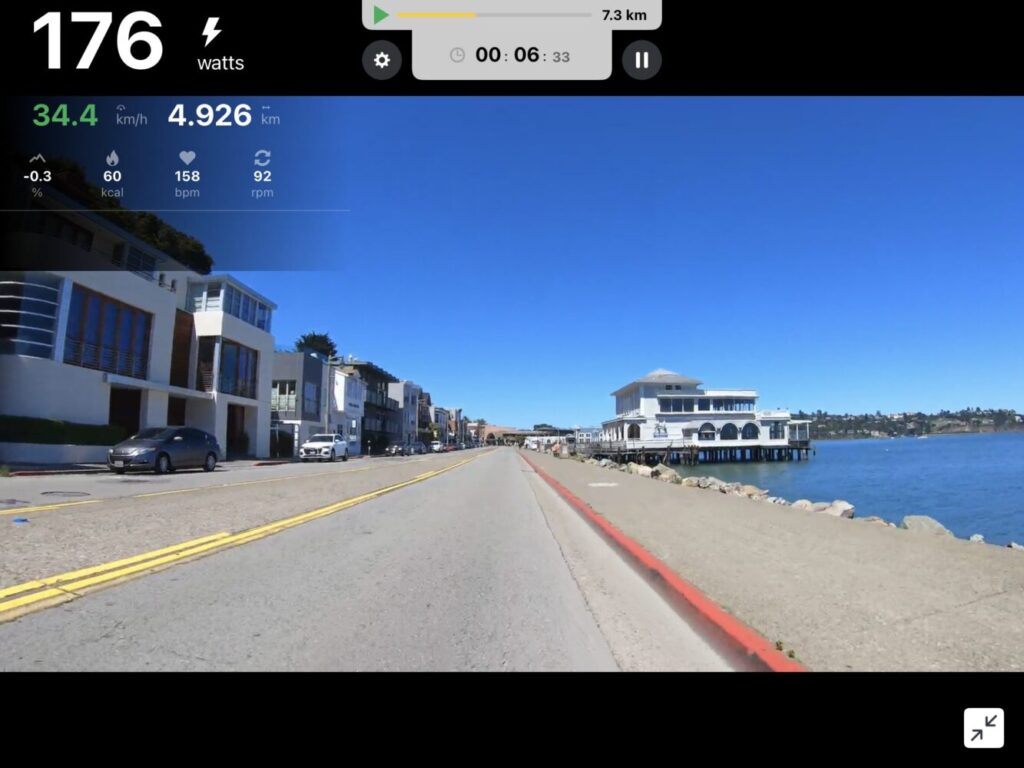 176 watts
7.3 km
00: 06: 33
34.4 km/h 4.926 km
-0.3 60 158 92
% kcal bpm rpm